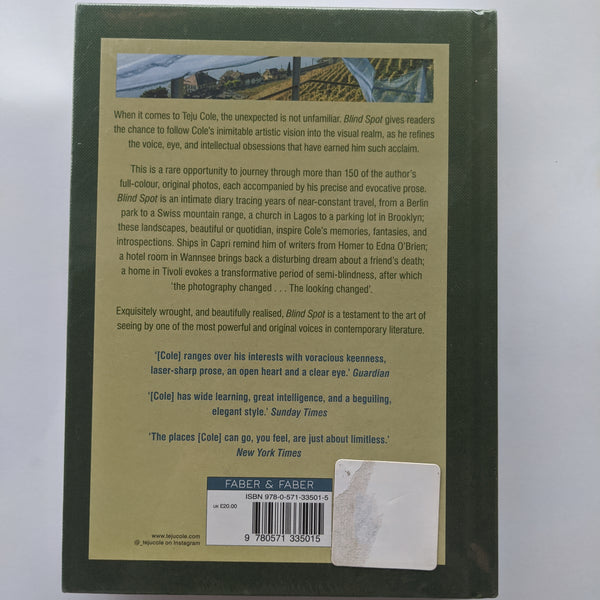 When it comes to Teju Cole, the unexpected is not unfamiliar. Blind Spot gives readers
the chance to follow Cole's inimitable artistic vision into the visual realm, as he refines
the voice, eye, and intellectual obsessions that have earned him such acclaim.
This is a rare opportunity to journey through more than 150 of the author's
full-colour, original photos, each accompanied by his precise and evocative prose.
Blind Spot is an intimate diary tracing years of near-constant travel, from a Berlin
park to a Swiss mountain range, a church in Lagos to a parking lot in Brooklyn;
these landscapes, beautiful or quotidian, inspire Cole's memories, fantasies, and
introspections. Ships in Capri remind him of writers from Homer to Edna O'Brien;
a hotel room in Wannsee brings back a disturbing dream about a friend's death;
a home in Tivoli evokes a transformative period of semi-blindness, after which
'the photography changed . . . The looking changed'.
Exquisitely wrought, and beautifully realised, Blind Spot is a testament to the art of
seeing by one of the most powerful and original voices in contemporary literature.
'[Cole] ranges over his interests with voracious keenness,
laser-sharp prose, an open heart and a clear eye.' Guardian
'[Cole] has wide learning, great intelligence, and a beguiling,
elegant style.' Sunday Times
'The places [Cole] can go, you feel, are just about limitless.'
New York Times
FABER & FABER
ISBN 978-0-571-33501-5
UK £20.00
9 780571 335015
www.tejucole.com
@_tejucole on Instagram